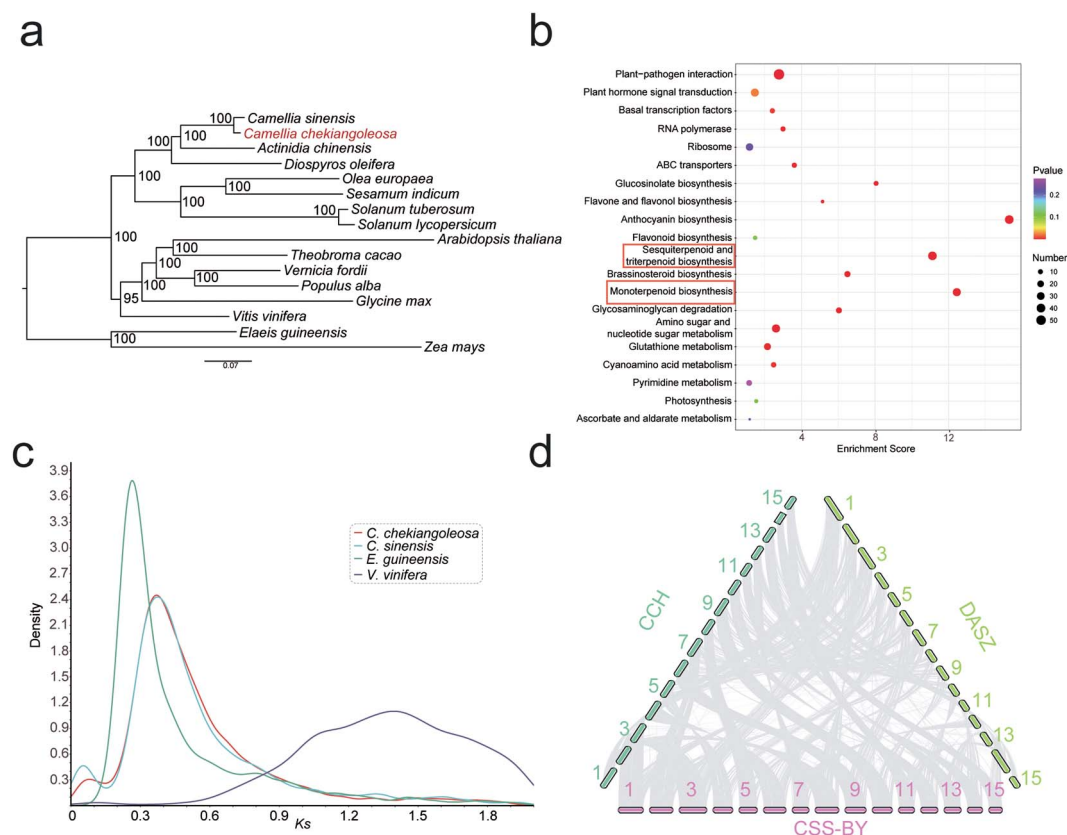 a
100
Camellia sinensis
100
100
Camellia chekiangoleosa
Actinidia chinensis
100
Diospyros oleifera
Olea europaea
100
Sesamum indicum
100
Solanum tuberosum
100
Solanum lycopersicum
100
Arabidopsis thaliana
100
Theobroma cacao
100
Vernicia fordii
100
Populus alba
100
95
Glycine max
Vitis vinifera
Elaeis guineensis
100
Zea mays
0.07
b
Plant-pathogen interaction
Plant hormone signal transduction
Basal transcription factors
RNA polymerase
Ribosome
ABC transporters
Glucosinolate biosynthesis
Flavone and flavonol biosynthesis
Anthocyanin biosynthesis
Flavonoid biosynthesis
Sesquiterpenoid and
triterpenoid biosynthesis
Brassinosteroid biosynthesis
Monoterpenoid biosynthesis
Glycosaminoglycan degradation
Amino sugar and
nucleotide sugar metabolism
Glutathione metabolism
Cyanoamino acid metabolism
Pyrimidine metabolism
Photosynthesis
Ascorbate and aldarate metabolism
4
8
12
Enrichment Score
Pvalue
0.2
0.1
Number
10
20
30
40
50
c
3.9
3.6
3.3
3.0
2.7
2.4
2.1
1.8
1.5
1.2
0.9
0.6
0.3
Density
0
0.3
0.6
0.9
1.2
1.5
1.8
Ks
C. chekiangoleosa
C. sinensis
E. guineensis
V. vinifera
d
15
13
11
9
7
5
3
1
CCH
1
3
5
7
9
11
13
15
DASZ
1
3
5
7
9
11
13
15
CSS-BY